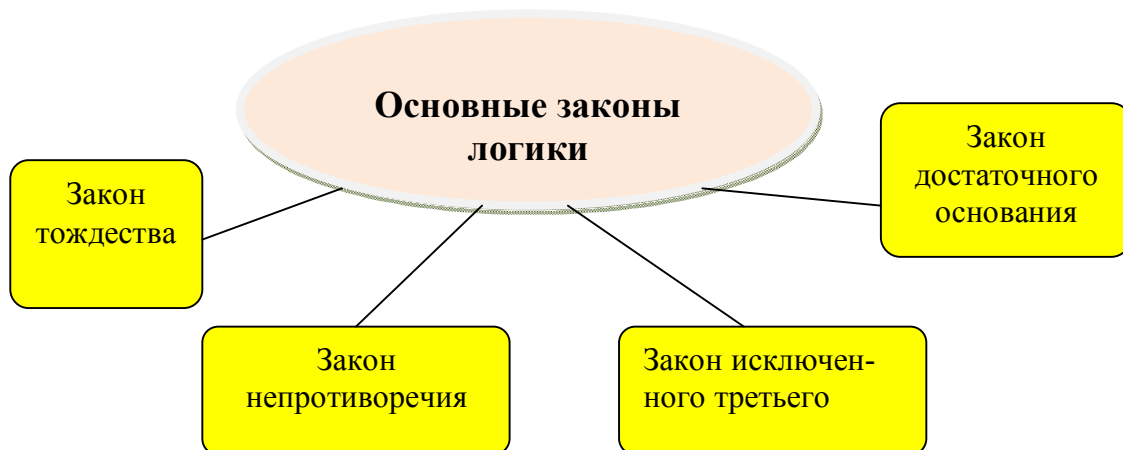 Основные законы
логики
Закон
тождества
Закон
непротиворечия
Закон исключен-
ного третьего
Закон
достаточного
основания